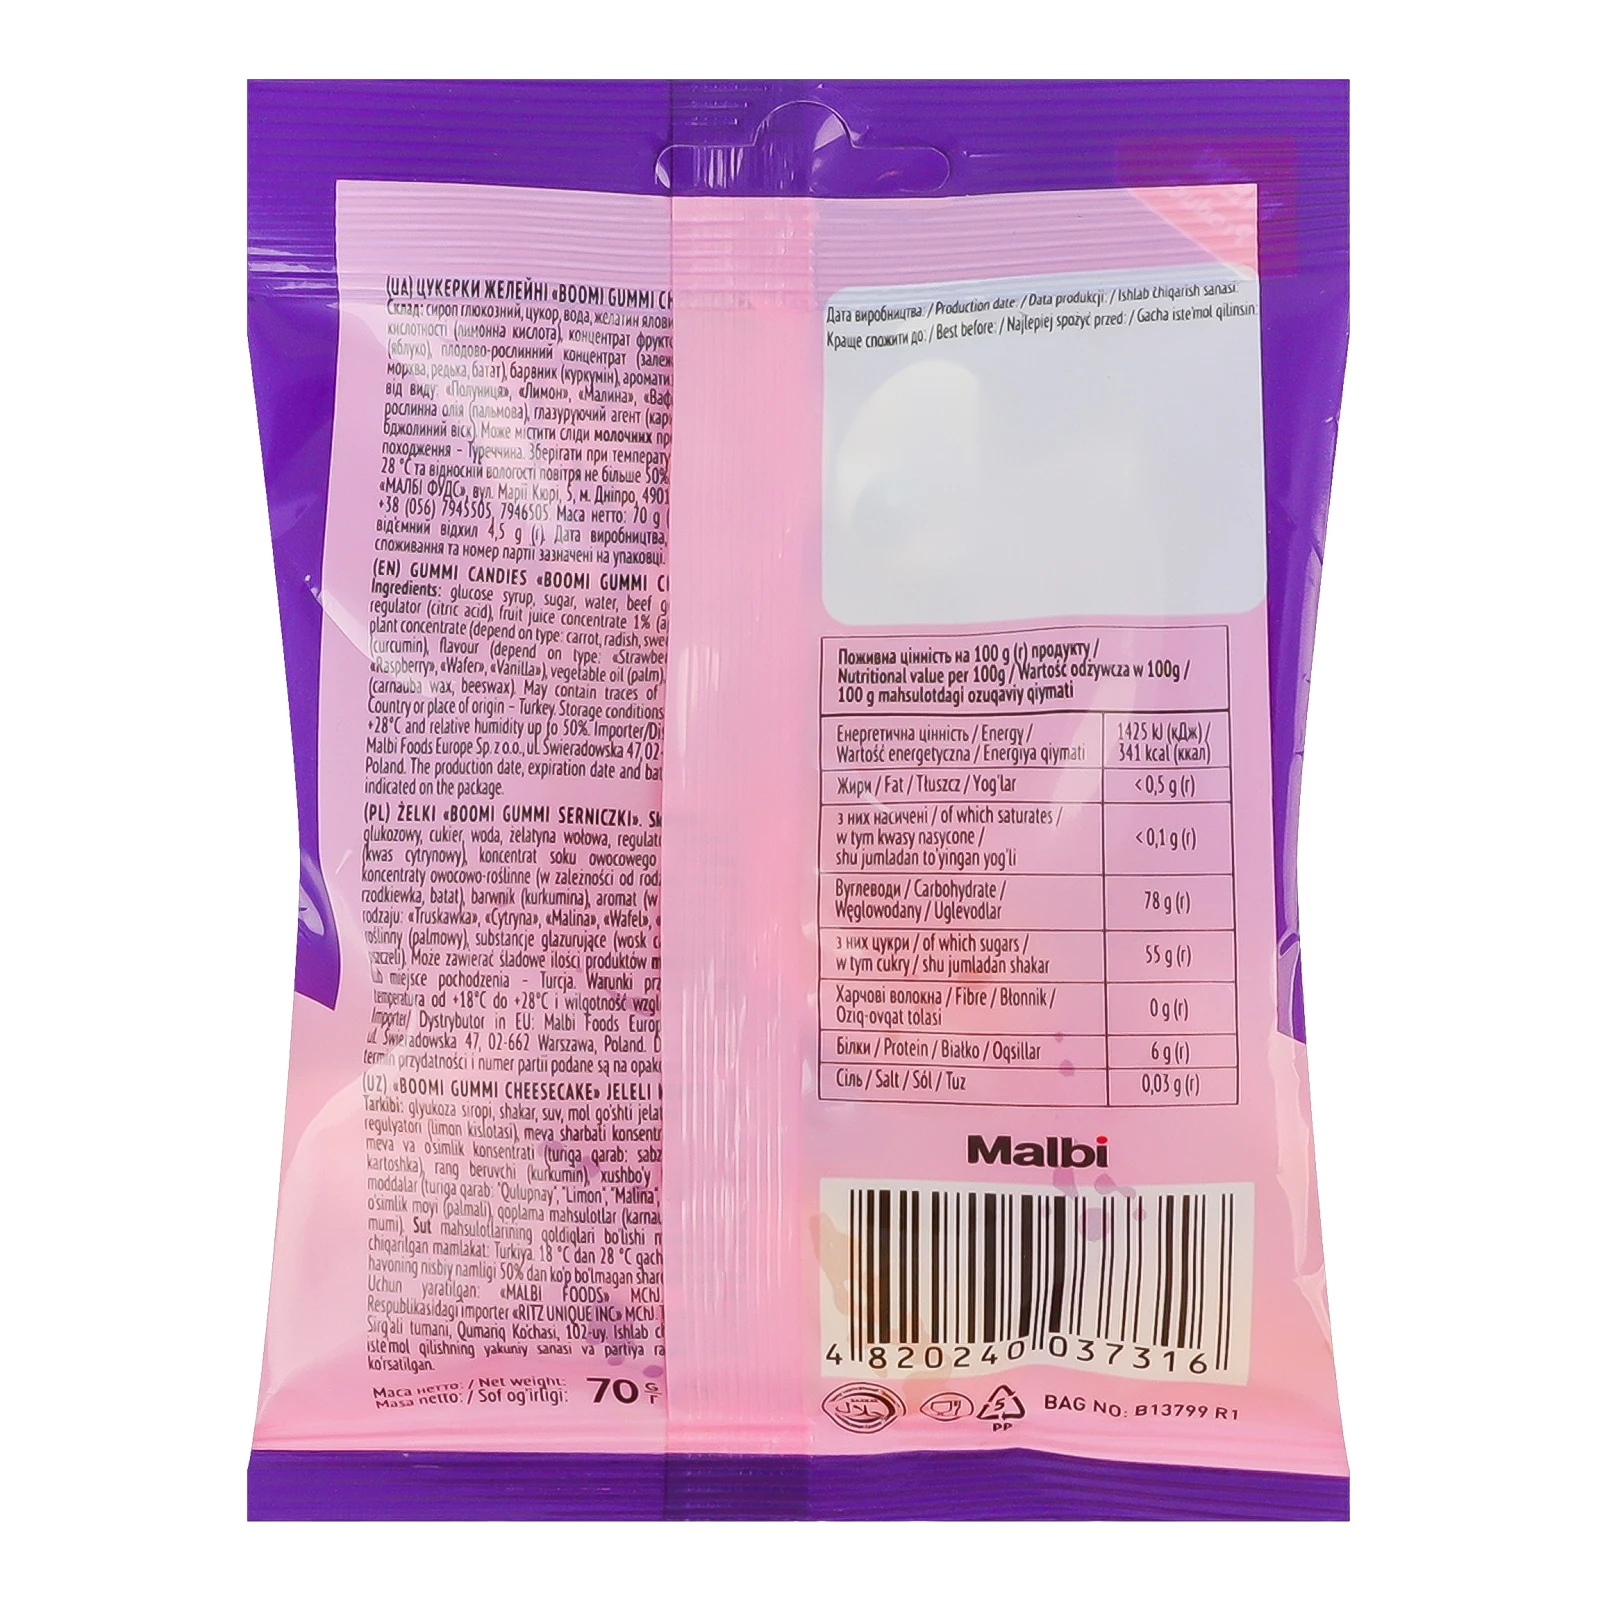 (UA) ЦУКЕРКИ ЖЕЛЕЙНІ «BOOMI GUMMI CH
Склад: сироп глюкозний, цукор, вода, желатин ялови
кислотності (лимонна кислота), концентрат фрукт
(яблуко), плодово-рослинний концентрат (залеж
морква, редька, батат), барвник (куркумін), аромати
від виду: «Полуниця», «Лимон», «Малина», «Ваф
рослинна олія (пальмова), глазуруючий агент (кар
бджолиний віск). Може містити сліди молочних пр
походження – Туреччина. Зберігати при температу
28 °С та відносній вологості повітря не більше 50%
«МАЛБІ ФУДС», вул. Марії Кюрі, 5, м. Дніпро, 4901
+38 (056) 7945505, 7946505. Маса нетто: 70 g (
від'ємний відхил 4,5 g (г). Дата виробництва,
споживання та номер партії зазначені на упаковці.
(EN) GUMMI CANDIES «BOOMI GUMMI CH
Ingredients: glucose syrup, sugar, water, beef g
regulator (citric acid), fruit juice concentrate 1% (a
plant concentrate (depend on type: carrot, radish, swe
(curcumin), flavour (depend on type: «Strawbe
«Raspberry», «Wafer», «Vanilla»), vegetable oil (palm),
(carnauba wax, beeswax). May contain traces of
Country or place of origin – Turkey. Storage conditions
+28°C and relative humidity up to 50%. Importer/Di
Malbi Foods Europe Sp. z o.o., ul. Swieradowska 47, 02-
Poland. The production date, expiration date and bat
indicated on the package.
(PL) ŻELKI «BOOMI GUMMI SERNICZKI». Sk
glukozowy, cukier, woda, żelatyna wołowa, regulato
(kwas cytrynowy), koncentrat soku owocowego
koncentraty owocowo-roślinne (w zależności od rodz
rzodkiewka, batat), barwnik (kurkumina), aromat (w
rodzaju: «Truskawka», «Cytryna», «Malina», «Wafel», «
roślinny (palmowy), substancje glazurujące (wosk c
pszczeli). Może zawierać śladowe ilości produktów m
lub miejsce pochodzenia – Turcja. Warunki prz
temperatura od +18°C do +28°C i wilgotność wzgl
Importer/ Dystrybutor in EU: Malbi Foods Europ
ul. Swieradowska 47, 02-662 Warszawa, Poland. D
termin przydatności i numer partii podane są na opak
(UZ) «BOOMI GUMMI CHEESECAKE» JELELI K
Tarkibi: glyukoza siropi, shakar, suv, mol go'shti jelat
regulyatori (limon kislotasi), meva sharbati konsentr
meva va o'simlik konsentrati (turiga qarab: sabz
kartoshka), rang beruvchi (kurkumin), xushbo'y
moddalar (turiga qarab: "Qulupnay", "Limon", "Malina",
o'simlik moyi (palmali), qoplama mahsulotlar (karnau
mumi). Sut mahsulotlarining qoldiqlari bo'lishi m
chiqarilgan mamlakat: Turkiya. 18 °C dan 28 °C gach
havoning nisbiy namligi 50% dan ko'p bo'lmagan shar
Uchun yaratilgan: «MALBI FOODS» MChJ.
Respublikasidagi importer «RITZ UNIQUE INC» MChJ. T
Sirg'ali tumani, Qumariq Ko'chasi, 102-uy. Ishlab ch
iste'mol qilishning yakuniy sanasi va partiya ra
ko'rsatilgan.
Маса нетто: / Net weight:
Masa netto: / Sof og'irligi: 70 G
Г
Дата виробництва: / Production date: / Data produkcji: / Ishlab chiqarish sanasi:
Краще спожити до: / Best before: / Najlepiej spożyć przed: / Gacha iste'mol qilinsin:
Поживна цінність на 100 g (г) продукту /
Nutritional value per 100g / Wartość odżywcza w 100g /
100 g mahsulotdagi ozuqaviy qiymati
Енергетична цінність / Energy / 1425 kJ (кДж) /
Wartość energetyczna / Energiya qiymati 341 kcal (ккал)
Жири / Fat / Tłuszcz / Yog'lar <0,5 g (г)
з них насичені / of which saturates /
w tym kwasy nasycone / <0,1 g (г)
shu jumladan to'yingan yog'li
Вуглеводи / Carbohydrate / 78 g (г)
Węglowodany / Uglevodlar
з них цукри / of which sugars / 55 g (г)
w tym cukry / shu jumladan shakar
Харчові волокна / Fibre / Błonnik / 0 g (г)
Oziq-ovqat tolasi
Білки / Protein / Białko / Oqsillar 6 g (г)
Сіль / Salt / Sól / Tuz 0,03 g (г)
Malbi
4 820240 037316
5
PP
BAG NO: B13799 R1